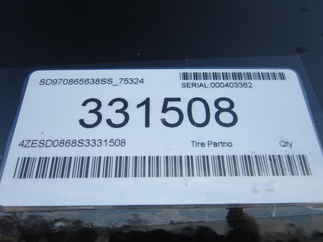 SD970865638SS_75324
SERIAL:000403362
331508
4ZESD0868S3331508 Tire Partno Qty